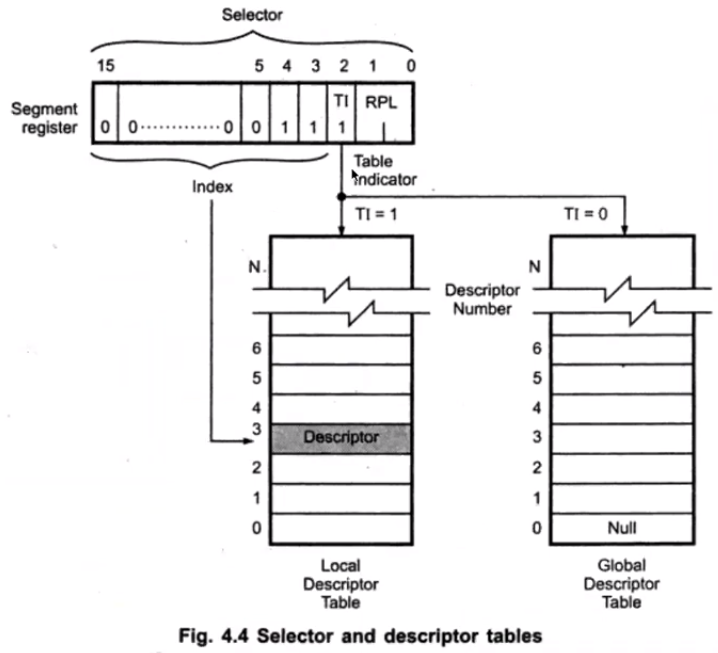 Selector
15 5 4 3 2 1 0
Segment register
TI RPL
0 0 ............ 0 0 1 1 1
Index
Table Indicator
TI = 1
TI = 0
N.
N
Descriptor Number
6
5
4
3
2
1
0
Descriptor
6
5
4
3
2
1
0
Null
Local
Descriptor
Table
Global
Descriptor
Table
Fig. 4.4 Selector and descriptor tables